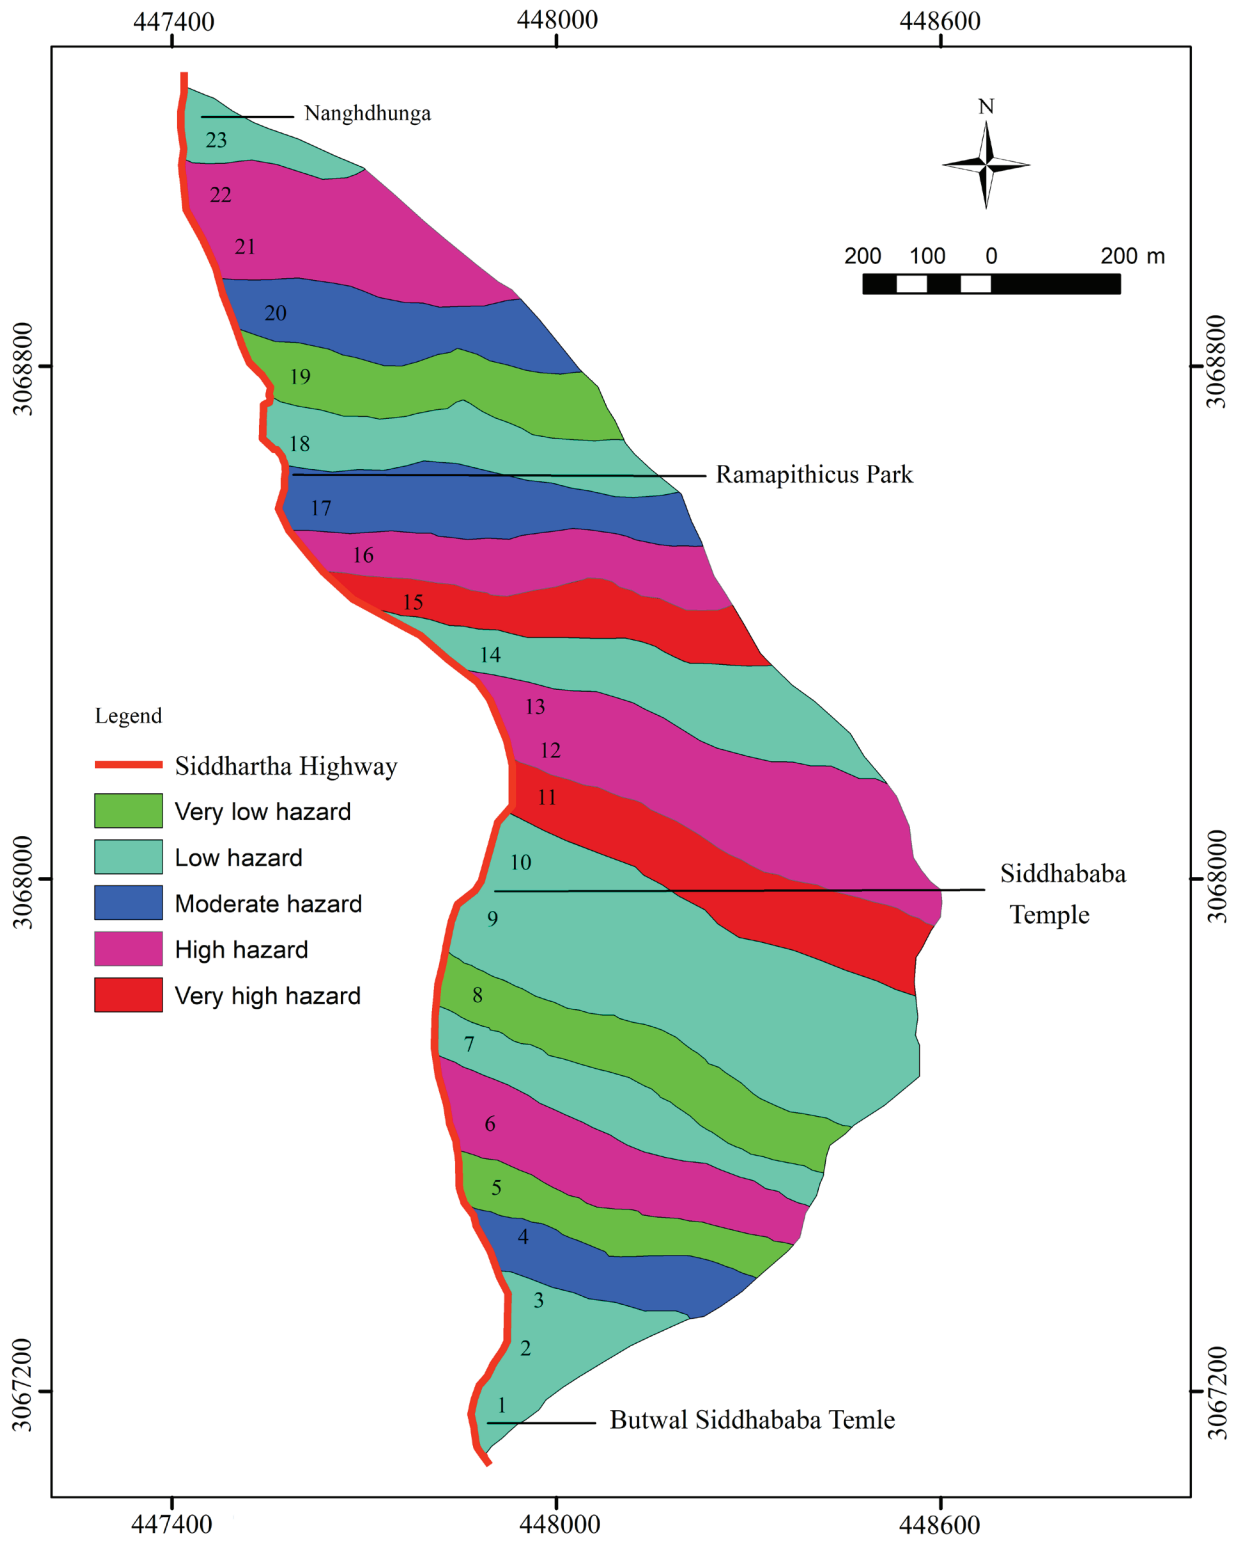 447400 448000 448600
Nanghdhunga
N
23
22
200 100 0 200 m
21
20
3068800 3068800
19
18
Ramapithicus Park
17
16
15
14
13
Legend
12
Siddhartha Highway
11
Very low hazard
Low hazard
10
Siddhababa
Temple
3068000 3068000
Moderate hazard
9
High hazard
Very high hazard
8
7
6
5
4
3
2
1
3067200 3067200
Butwal Siddhababa Temle
447400 448000 448600